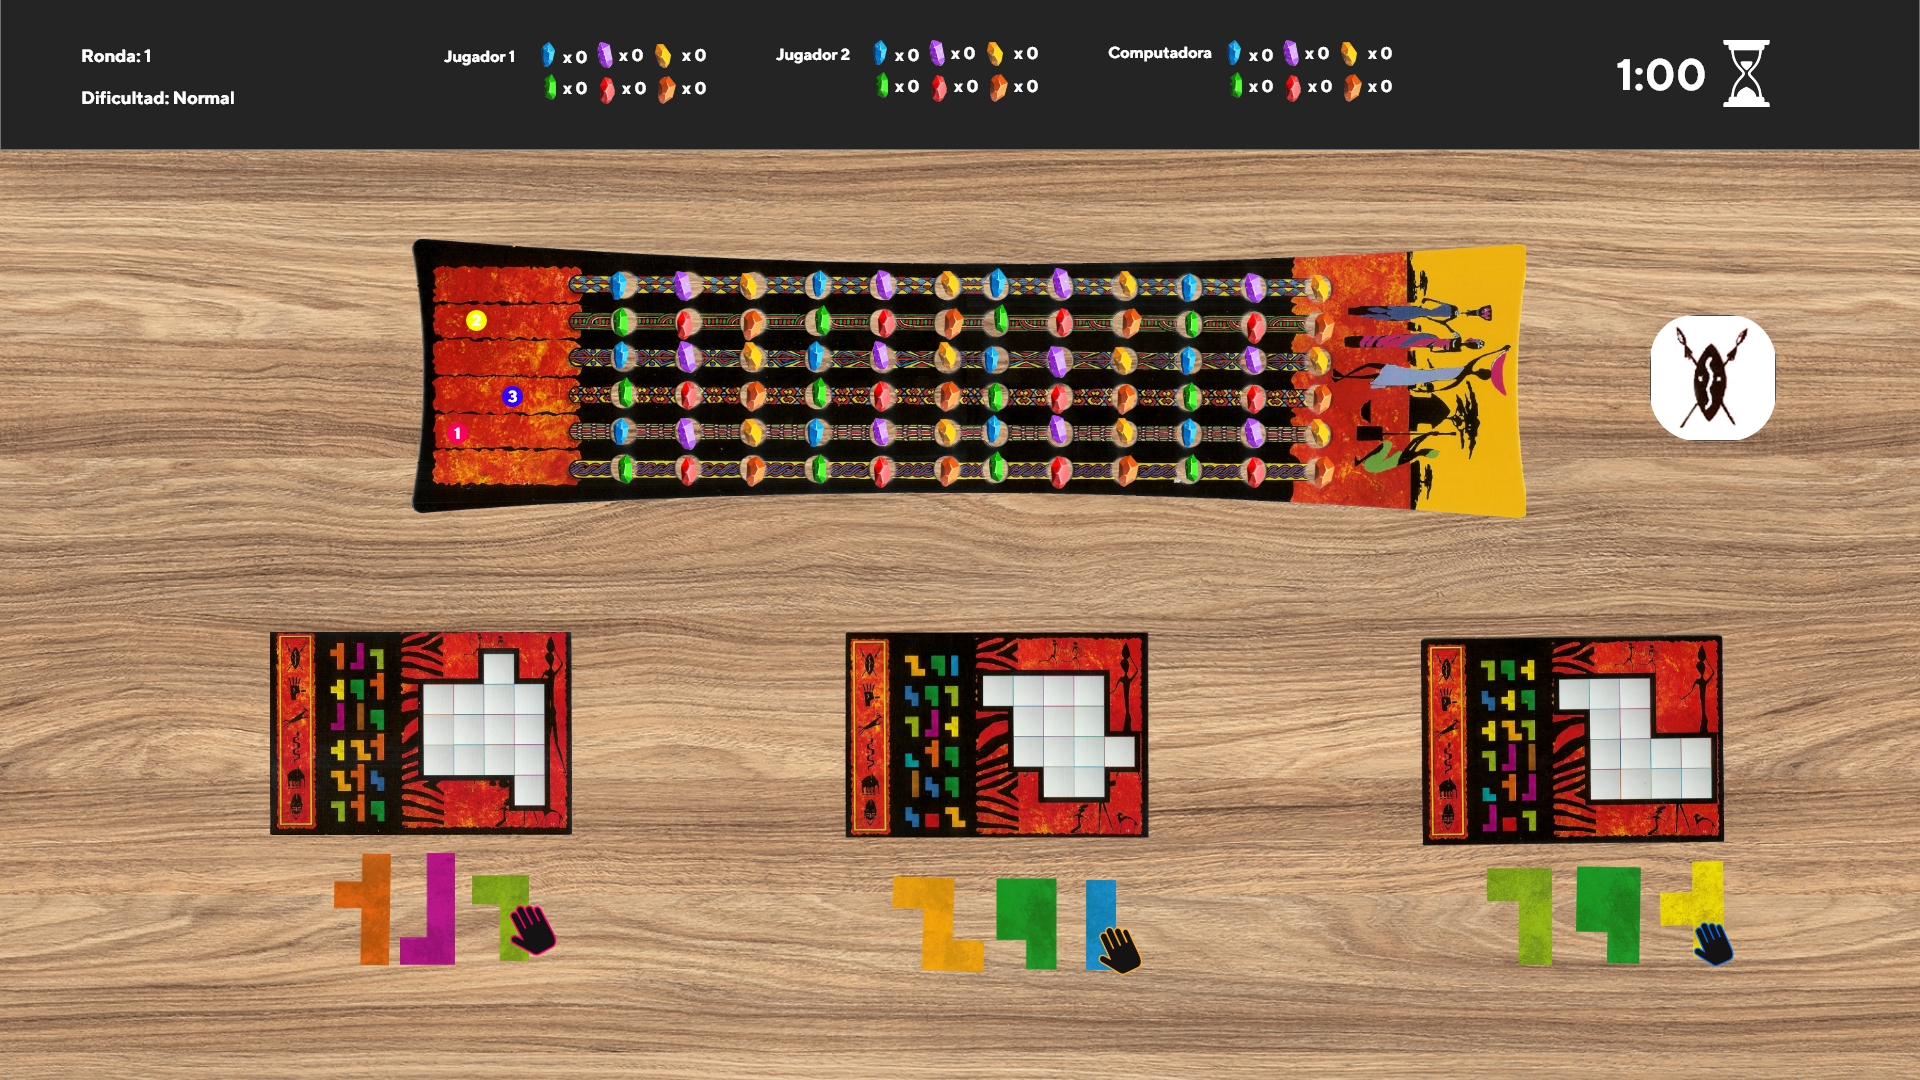 Ronda: 1
Dificultad: Normal
Jugador 1 x 0 x 0 x 0
x 0 x 0 x 0
Jugador 2 x 0 x 0 x 0
x 0 x 0 x 0
Computadora x 0 x 0 x 0
x 0 x 0 x 0
1:00
2
3
1